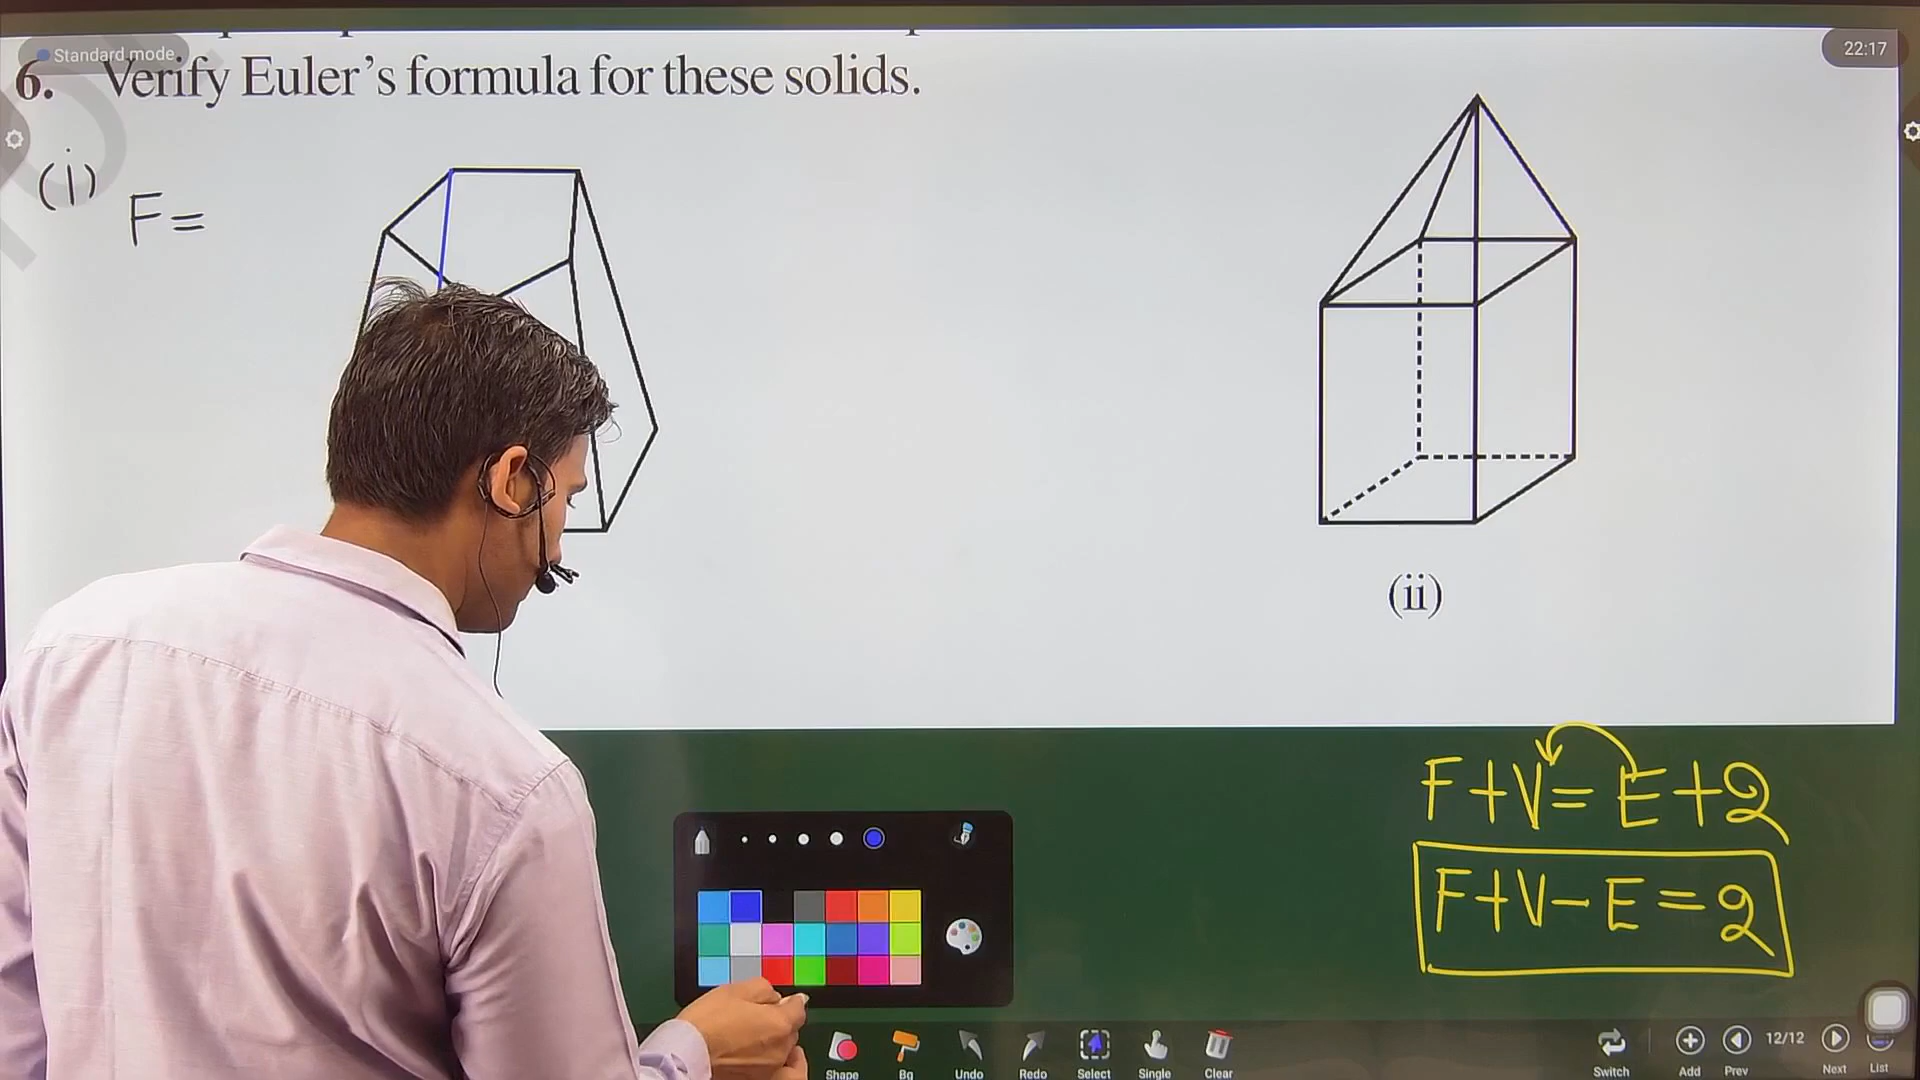 Standard mode
22:17
6. Verify Euler's formula for these solids.
(i)
F=
(ii)
F+V=E+2
F+V-E=2
Shape Bg Undo Redo Select Single Clear
Switch Add Prev 12/12 Next List